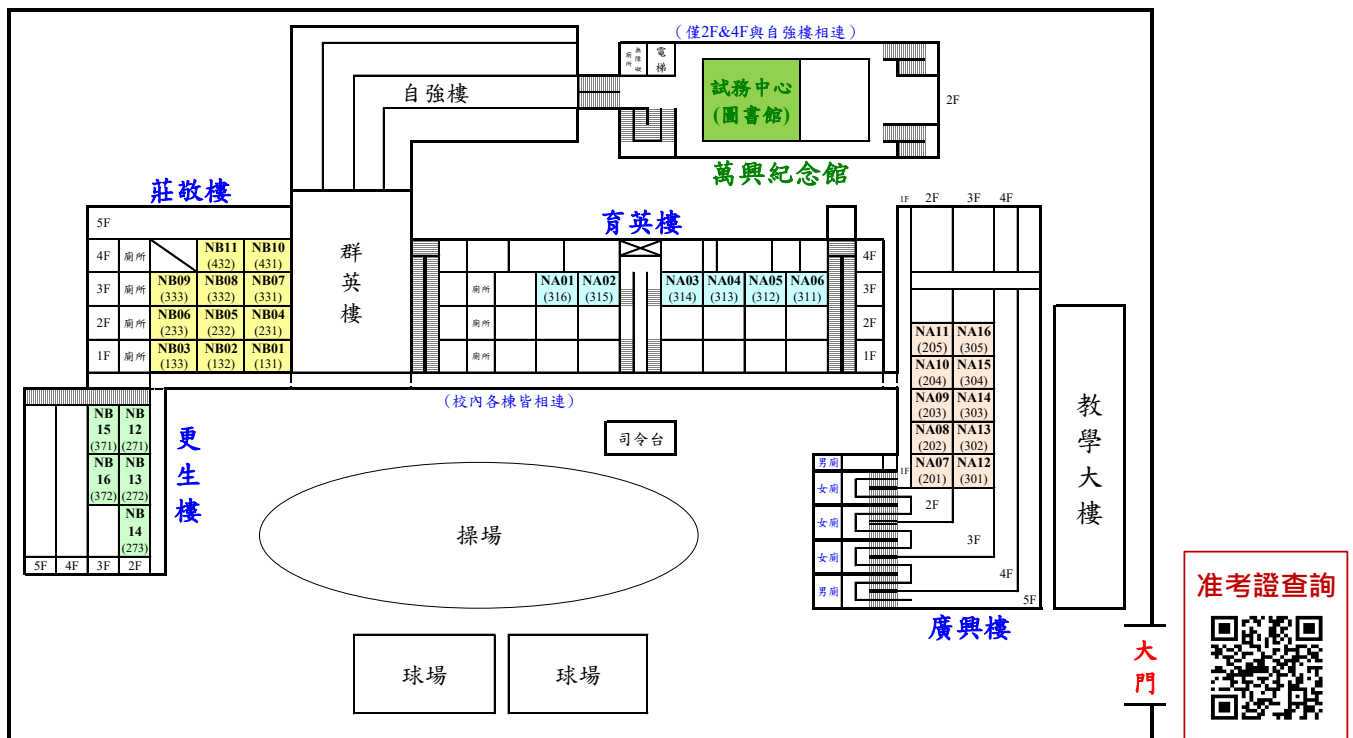 (僅2F&4F與自強樓相連)
廁所
無障礙
電梯
試務中心
(圖書館)
2F
自強樓
萬興紀念館
莊敬樓
5F
4F 廁所 NB11 NB10
(432) (431)
3F 廁所 NB09 NB08 NB07
(333) (332) (331)
2F 廁所 NB06 NB05 NB04
(233) (232) (231)
1F 廁所 NB03 NB02 NB01
(133) (132) (131)
群英樓
育英樓
4F
廁所 NA01 NA02 NA03 NA04 NA05 NA06 3F
(316) (315) (314) (313) (312) (311)
廁所 2F
廁所 1F
1F 2F 3F 4F
NA11 NA16
(205) (305)
NA10 NA15
(204) (304)
NA09 NA14
(203) (303)
NA08 NA13
(202) (302)
NA07 NA12
(201) (301)
1F
2F
3F
4F
5F
男廁
女廁
女廁
女廁
男廁
廣興樓
教學大樓
(校內各棟皆相連)
司令台
NB NB
15 12
(371) (271)
NB NB
16 13
(372) (272)
NB
14
(273)
5F 4F 3F 2F
更生樓
操場
球場 球場
大門
准考證查詢